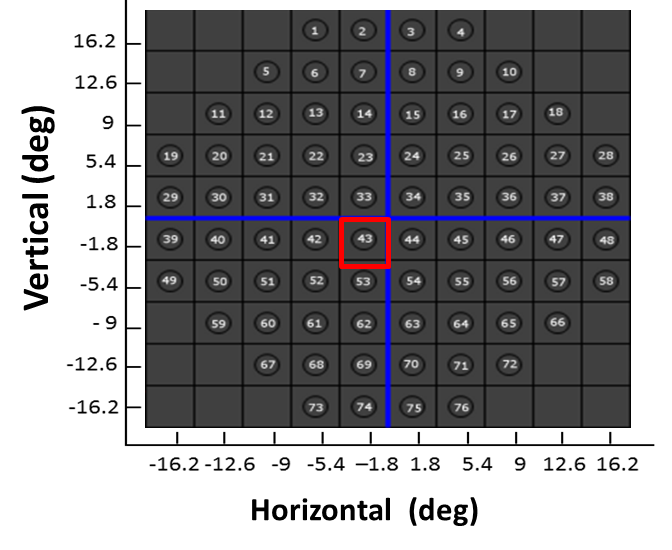 16.2 1 2 3 4
12.6 5 6 7 8 9 10
9 11 12 13 14 15 16 17 18
5.4 19 20 21 22 23 24 25 26 27 28
1.8 29 30 31 32 33 34 35 36 37 38
-1.8 39 40 41 42 43 44 45 46 47 48
-5.4 49 50 51 52 53 54 55 56 57 58
-9 59 60 61 62 63 64 65 66
-12.6 67 68 69 70 71 72
-16.2 73 74 75 76
Vertical (deg)
-16.2 -12.6 -9 -5.4 −1.8 1.8 5.4 9 12.6 16.2
Horizontal (deg)